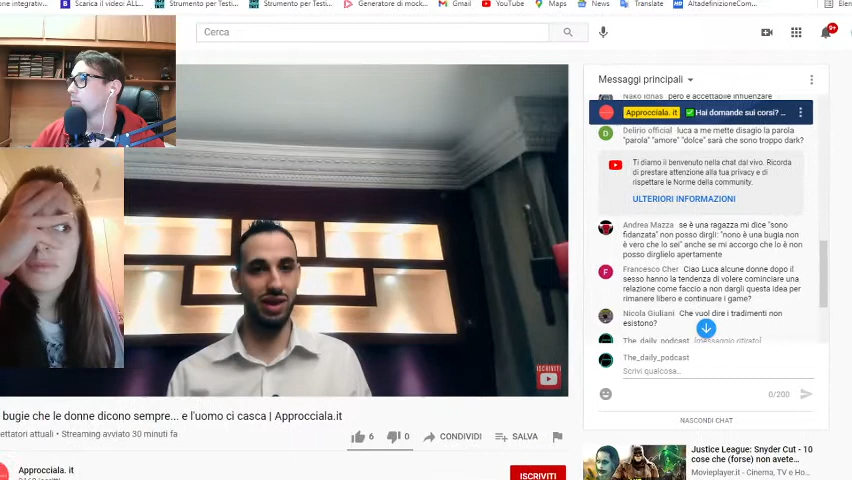 one integrativ...
Scarica il video! All...
Strumento per Testi...
Strumento per Testi...
Generatore di mock...
Gmail
YouTube
Maps
News
Translate
AltadefinizioneCom...
Elen
Cerca
9+
Messaggi principali
Nako Ionas però è accettabile influenzare
Approcciala. it ✅ Hai domande sui corsi? ...
Delirio official luca a me mette disagio la parola
"parola" "amore" "dolce" sarà che sono troppo dark?
Ti diamo il benvenuto nella chat dal vivo. Ricorda
di prestare attenzione alla tua privacy e di
rispettare le Norme della community.
ULTERIORI INFORMAZIONI
Andrea Mazza se è una ragazza mi dice "sono
fidanzata" non posso dirgli: "nono è una bugia non
è vero che lo sei" anche se mi accorgo che lo è non
posso dirglielo apertamente
Francesco Cher Ciao Luca alcune donne dopo il
sesso hanno la tendenza di volere cominciare una
relazione come faccio a non dargli questa idea per
rimanere libero e continuare i game?
Nicola Giuliani Che vuol dire i tradimenti non
esistono?
The_daily_podcast [messaggio ritirato]
The_daily_podcast
Scrivi qualcosa...
0/200
NASCONDI CHAT
ISCRIVITI
bugie che le donne dicono sempre... e l'uomo ci casca | Approcciala.it
ettatori attuali • Streaming avviato 30 minuti fa
6
0
CONDIVIDI
SALVA
Approcciala. it
ISCRIVITI
Justice League: Snyder Cut - 10
cose che (forse) non avete...
Movieplayer.it - Cinema, TV e Ho...